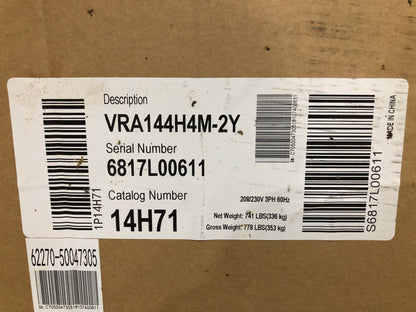 Description
VRA144H4M-2Y
Serial Number
6817L00611
Catalog Number
14H71
208/230V 3PH 60Hz
Net Weight: 741 LBS(336 kg)
Gross Weight: 778 LBS(353 kg)
1P14H71
S6817L00611
MADE IN CHINA
62270-50047305